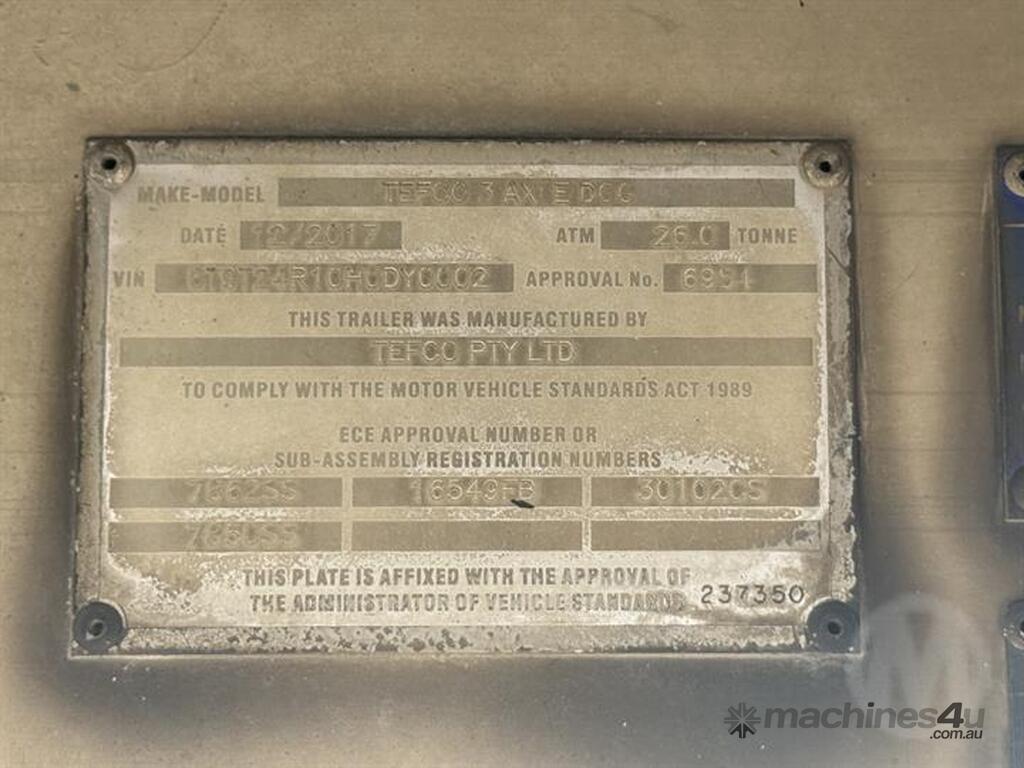 MAKE-MODEL TEFCO 3 AXLE DOG
DATE 12/2017 ATM 26.0 TONNE
VIN APPROVAL No.
THIS TRAILER WAS MANUFACTURED BY
TEFCO PTY LTD
TO COMPLY WITH THE MOTOR VEHICLE STANDARDS ACT 1989
ECE APPROVAL NUMBER OR
SUB-ASSEMBLY REGISTRATION NUMBERS
30102CS
THIS PLATE IS AFFIXED WITH THE APPROVAL OF
THE ADMINISTRATOR OF VEHICLE STANDARDS 237350
machines4u
.com.au